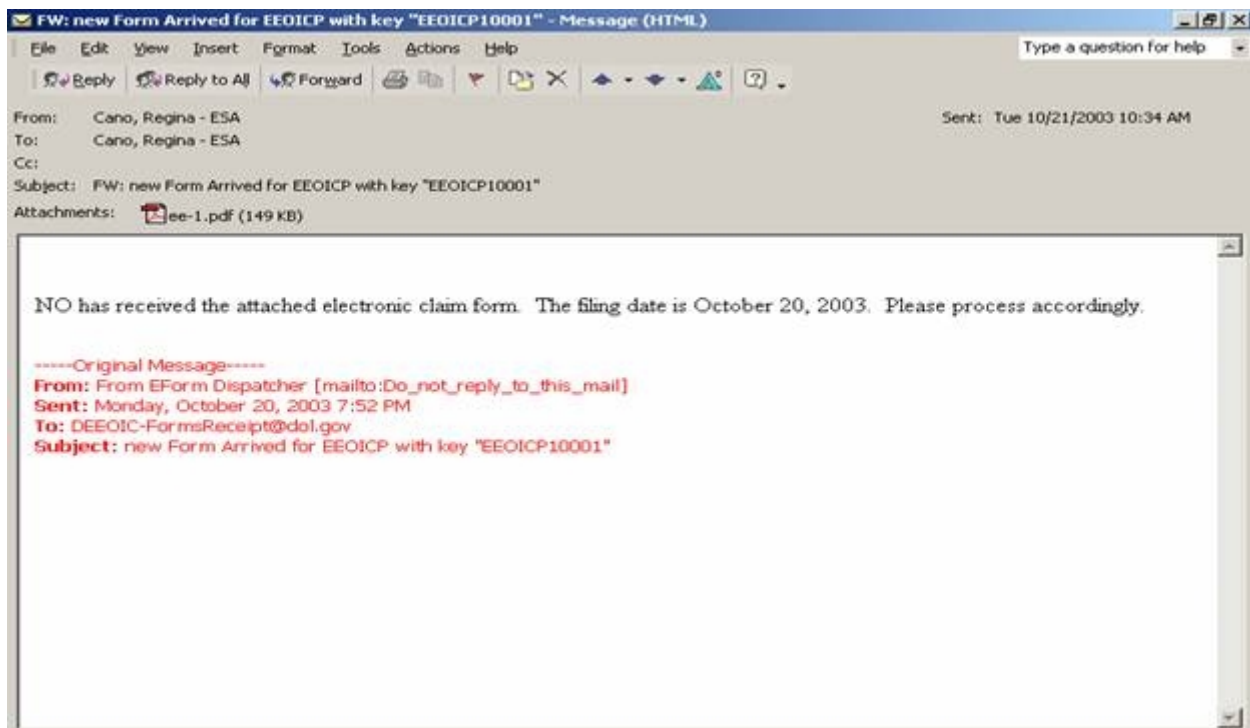 FW: new Form Arrived for EEOICP with key "EEOICP10001" - Message (HTML)
File Edit View Insert Format Tools Actions Help Type a question for help
Reply Reply to All Forward
From: Cano, Regina - ESA Sent: Tue 10/21/2003 10:34 AM
To: Cano, Regina - ESA
Cc:
Subject: FW: new Form Arrived for EEOICP with key "EEOICP10001"
Attachments: ee-1.pdf (149 KB)
NO has received the attached electronic claim form. The filing date is October 20, 2003. Please process accordingly.
-----Original Message-----
From: From EForm Dispatcher [mailto:Do_not_reply_to_this_mail]
Sent: Monday, October 20, 2003 7:52 PM
To: DEEOIC-FormsReceipt@dol.gov
Subject: new Form Arrived for EEOICP with key "EEOICP10001"